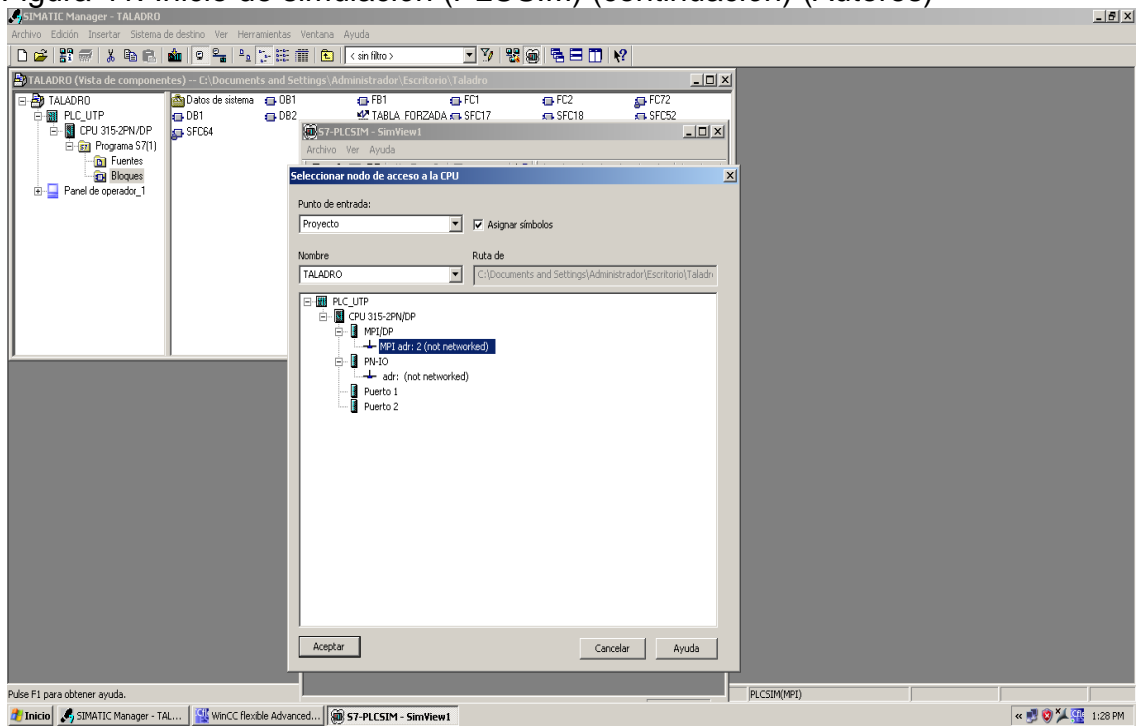 Figura 41. Inicio de simulación (PLCSIM) (continuación) (Autores)
SIMATIC Manager - TALADRO
Archivo Edición Insertar Sistema de destino Ver Herramientas Ventana Ayuda
< sin filtro >
TALADRO (Vista de componentes) -- C:\Documents and Settings\Administrador\Escritorio\Taladro
TALADRO
PLC_UTP
CPU 315-2PN/DP
Programa S7(1)
Fuentes
Bloques
Panel de operador_1
Datos de sistema OB1 FB1 FC1 FC2 FC72
DB1 DB2 TABLA FORZADA SFC17 SFC18 SFC52
SFC64
S7-PLCSIM - SimView1
Archivo Ver Ayuda
Seleccionar nodo de acceso a la CPU
Punto de entrada:
Proyecto Asignar símbolos
Nombre Ruta de
TALADRO C:\Documents and Settings\Administrador\Escritorio\Taladr
PLC_UTP
CPU 315-2PN/DP
MPI/DP
MPI adr: 2 (not networked)
PN-IO
adr: (not networked)
Puerto 1
Puerto 2
Aceptar Cancelar Ayuda
Pulse F1 para obtener ayuda. PLCSIM(MPI)
Inicio SIMATIC Manager - TAL... WinCC flexible Advanced... S7-PLCSIM - SimView1 1:28 PM